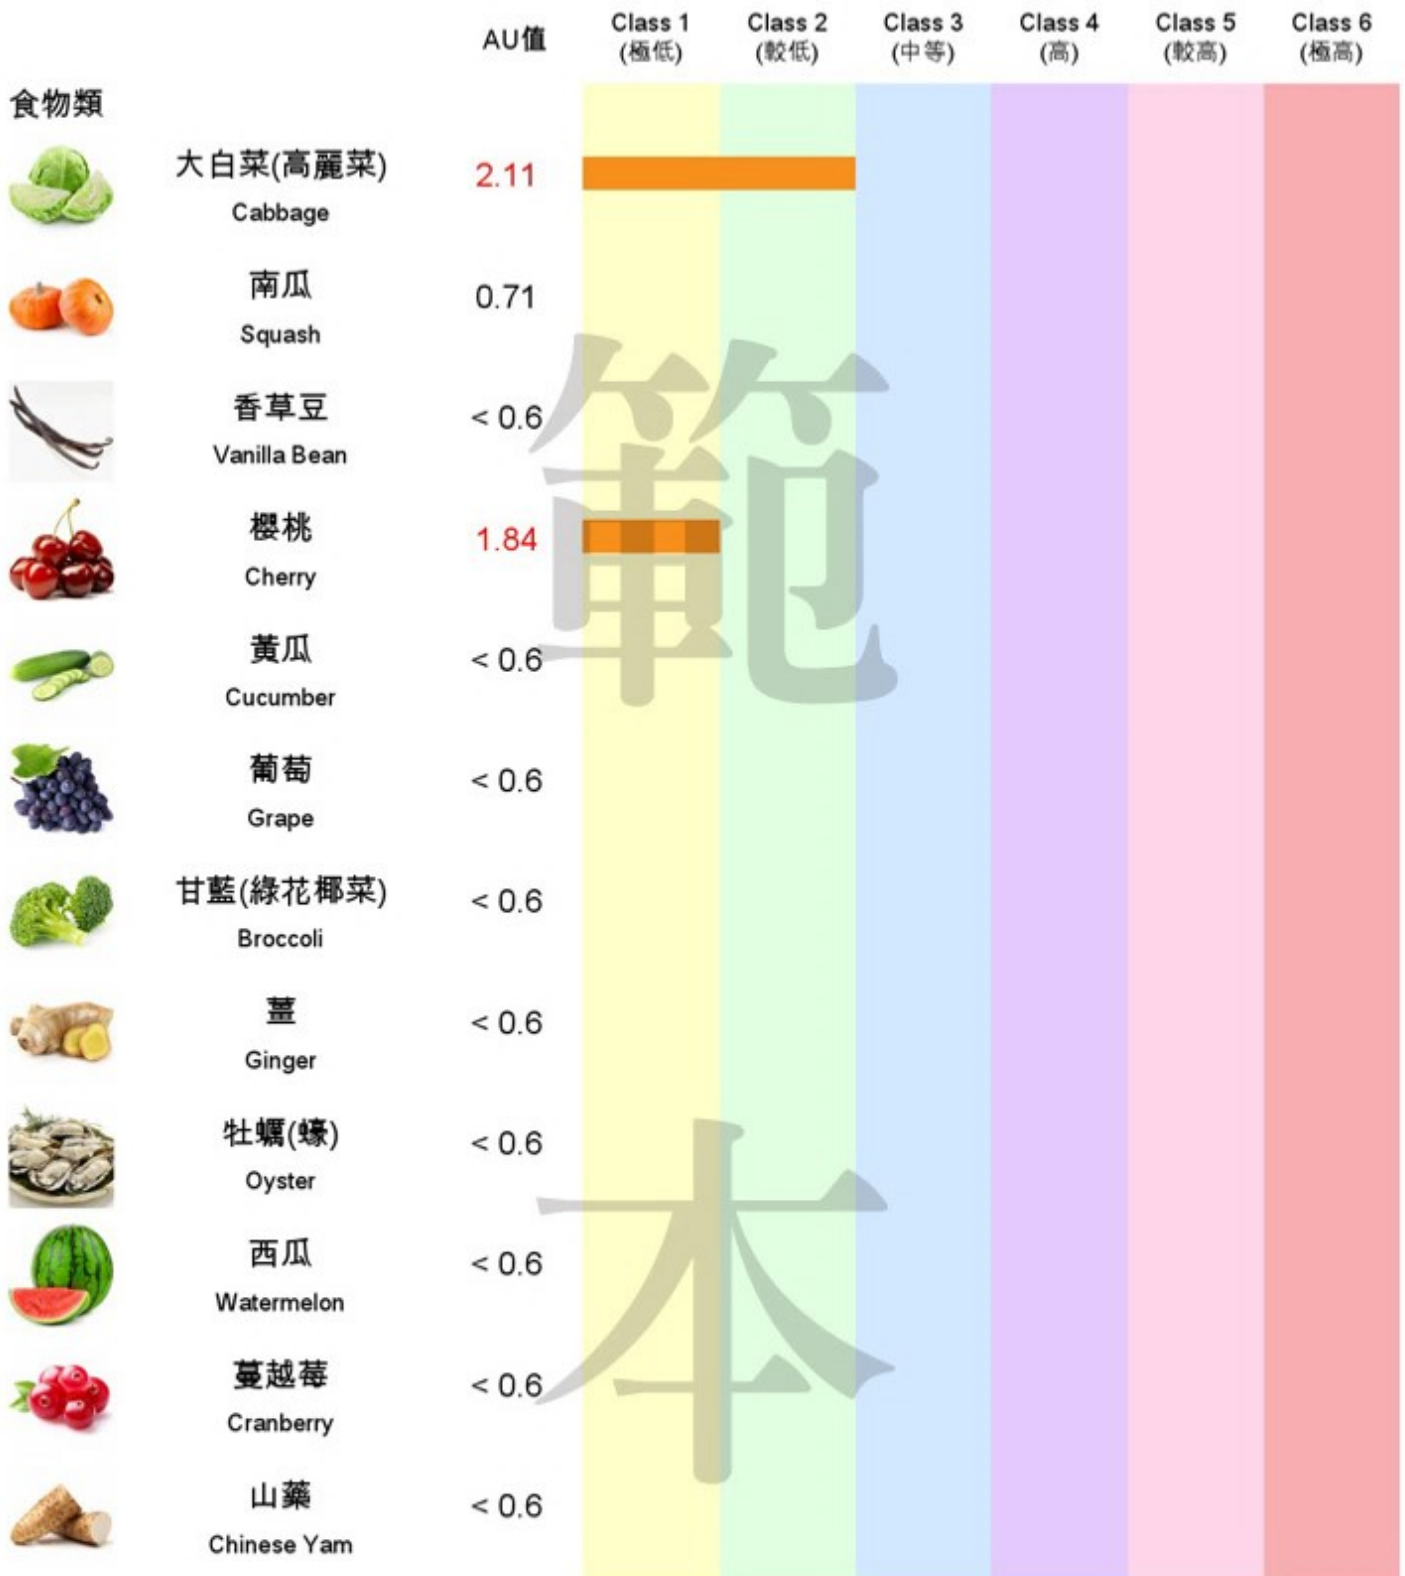 AU值
Class 1
(極低)
Class 2
(較低)
Class 3
(中等)
Class 4
(高)
Class 5
(較高)
Class 6
(極高)
食物類
大白菜(高麗菜)
Cabbage
2.11
南瓜
Squash
0.71
香草豆
Vanilla Bean
< 0.6
櫻桃
Cherry
1.84
黃瓜
Cucumber
< 0.6
葡萄
Grape
< 0.6
甘藍(綠花椰菜)
Broccoli
< 0.6
薑
Ginger
< 0.6
牡蠣(蠔)
Oyster
< 0.6
西瓜
Watermelon
< 0.6
蔓越莓
Cranberry
< 0.6
山藥
Chinese Yam
< 0.6
範
本